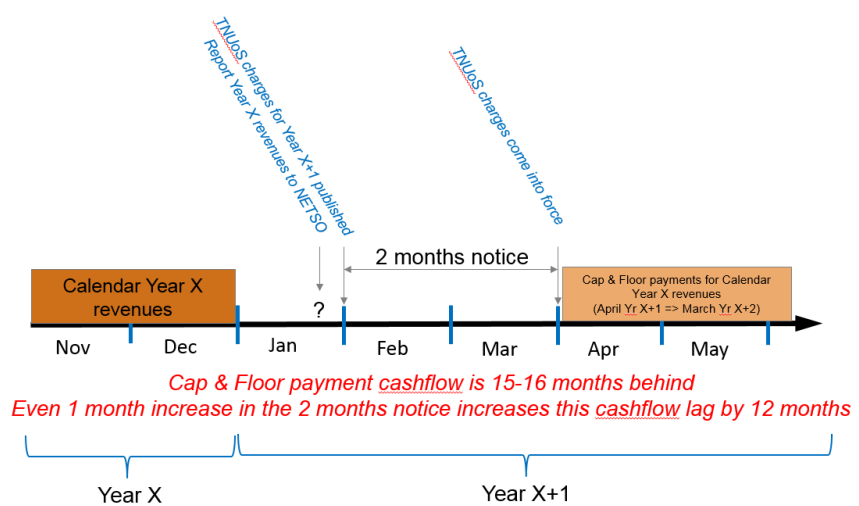 TNUoS charges for Year X+1 published
Report Year X revenues to NETSO
TNUoS charges come into force
2 months notice
Calendar Year X
revenues
?
Cap & Floor payments for Calendar
Year X revenues
(April Yr X+1 => March Yr X+2)
Nov
Dec
Jan
Feb
Mar
Apr
May
Cap & Floor payment cashflow is 15-16 months behind
Even 1 month increase in the 2 months notice increases this cashflow lag by 12 months
Year X
Year X+1